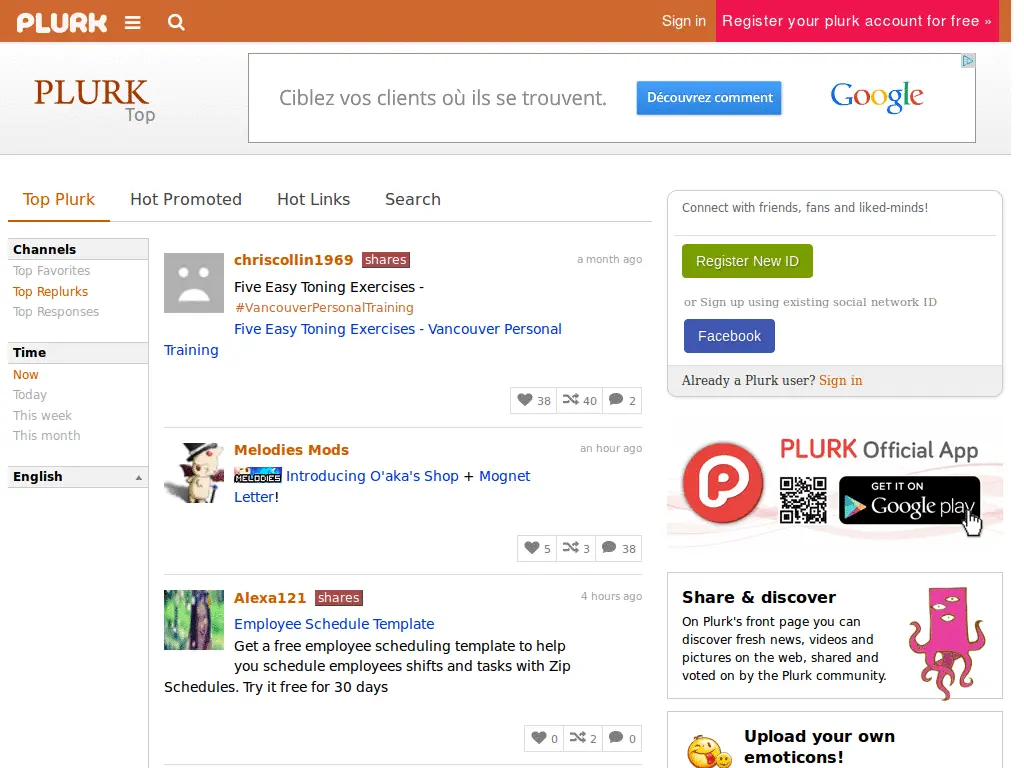 PLURK
Sign in
Register your plurk account for free »
PLURK
Top
Ciblez vos clients où ils se trouvent.
Découvrez comment
Google
Top Plurk
Hot Promoted
Hot Links
Search
Channels
Top Favorites
Top Replurks
Top Responses
Time
Now
Today
This week
This month
English
chriscollin1969 shares
a month ago
Five Easy Toning Exercises -
#VancouverPersonalTraining
Five Easy Toning Exercises - Vancouver Personal
Training
38 40 2
Melodies Mods
an hour ago
MELODIES Introducing O'aka's Shop + Mognet
Letter!
5 3 38
Alexa121 shares
4 hours ago
Employee Schedule Template
Get a free employee scheduling template to help
you schedule employees shifts and tasks with Zip
Schedules. Try it free for 30 days
0 2 0
Connect with friends, fans and liked-minds!
Register New ID
or Sign up using existing social network ID
Facebook
Already a Plurk user? Sign in
PLURK Official App
GET IT ON
Google play
Share & discover
On Plurk's front page you can
discover fresh news, videos and
pictures on the web, shared and
voted on by the Plurk community.
Upload your own
emoticons!